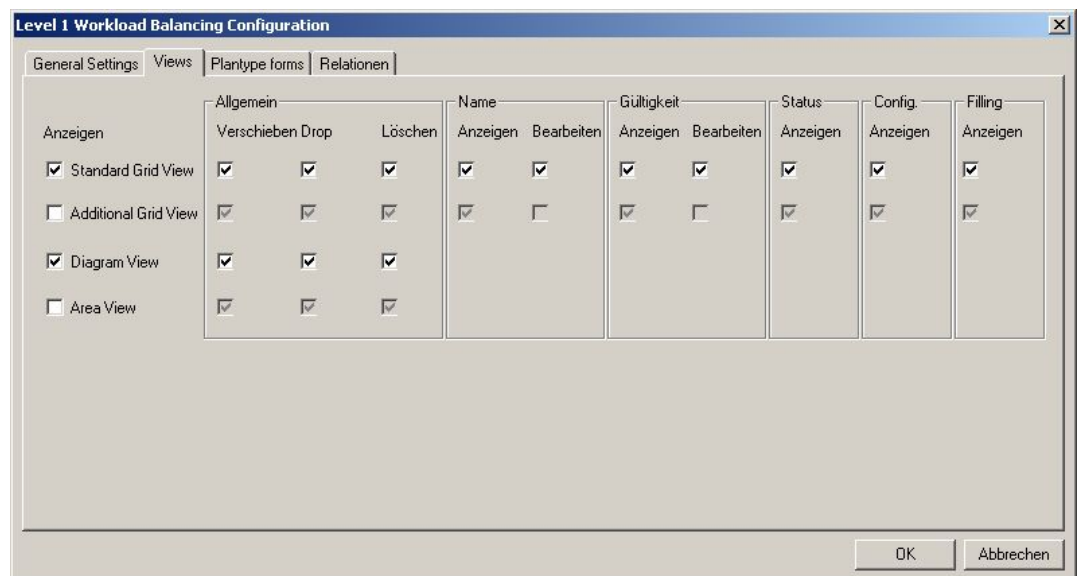 Level 1 Workload Balancing Configuration
General Settings Views Plantype forms Relationen
Allgemein Name Gültigkeit Status Config. Filling
Anzeigen Verschieben Drop Löschen Anzeigen Bearbeiten Anzeigen Bearbeiten Anzeigen Anzeigen Anzeigen
Standard Grid View
Additional Grid View
Diagram View
Area View
OK Abbrechen